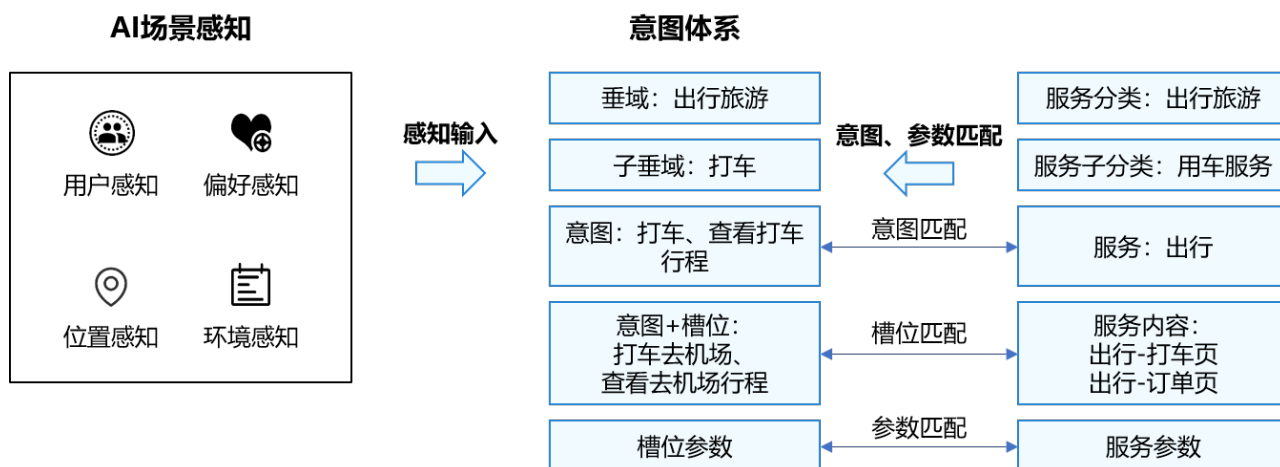 AI场景感知
用户感知
偏好感知
位置感知
环境感知
感知输入
意图体系
垂域：出行旅游
子垂域：打车
意图：打车、查看打车
行程
意图+槽位：
打车去机场、
查看去机场行程
槽位参数
意图、参数匹配
意图匹配
槽位匹配
参数匹配
服务分类：出行旅游
服务子分类：用车服务
服务：出行
服务内容：
出行-打车页
出行-订单页
服务参数